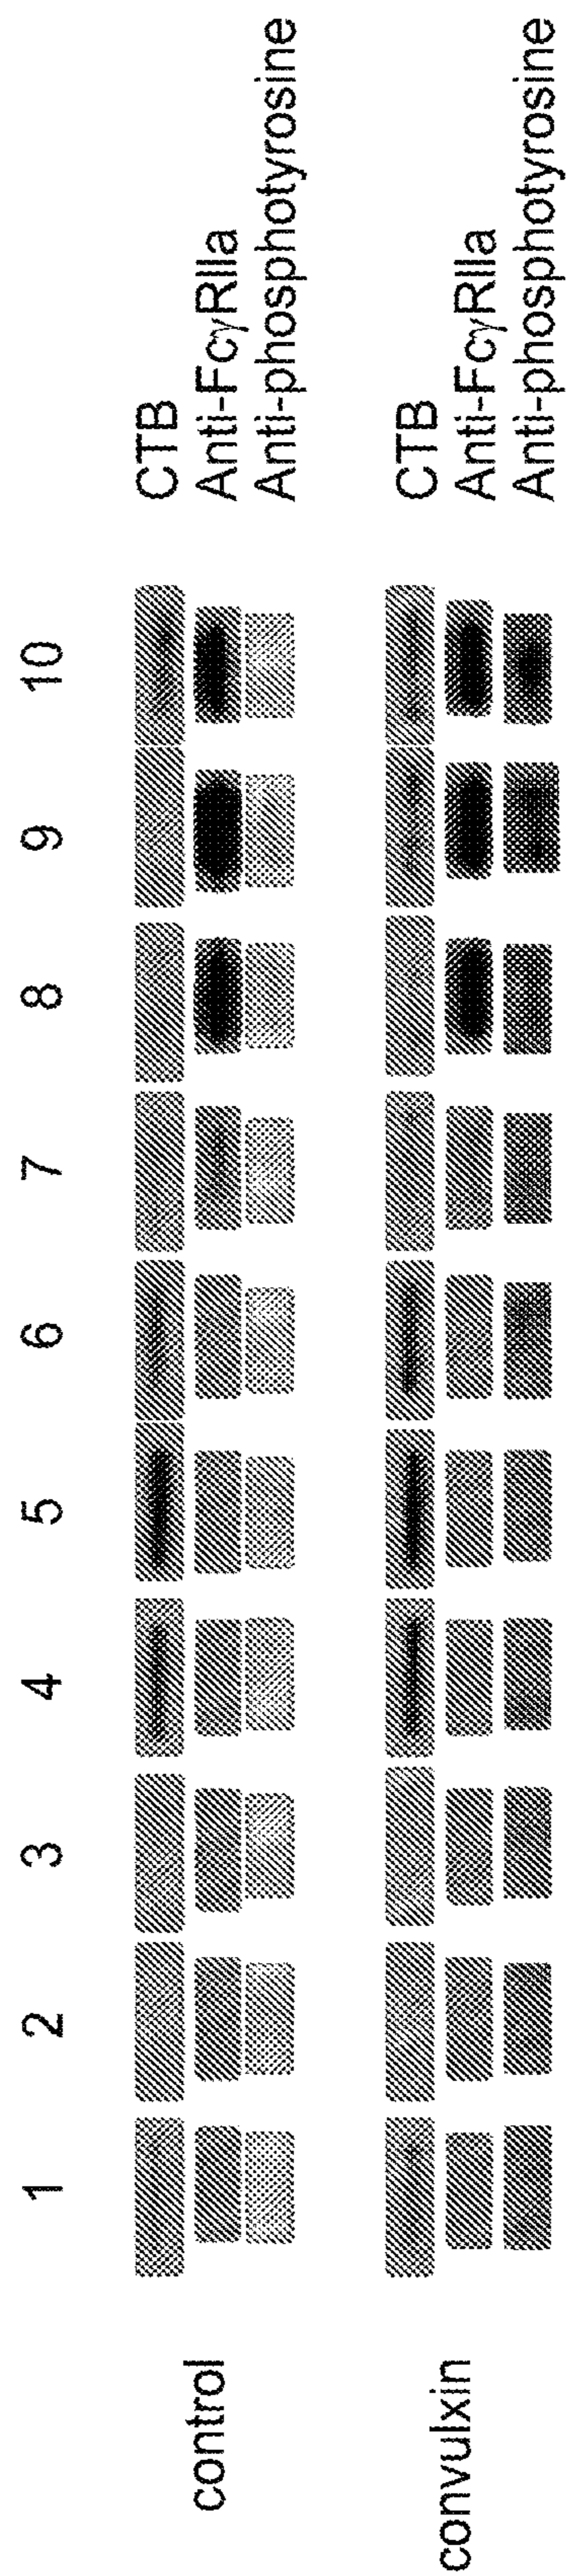 1 2 3 4 5 6 7 8 9 10
control
CTB
Anti-FcγRIIa
Anti-phosphotyrosine
convulxin
CTB
Anti-FcγRIIa
Anti-phosphotyrosine